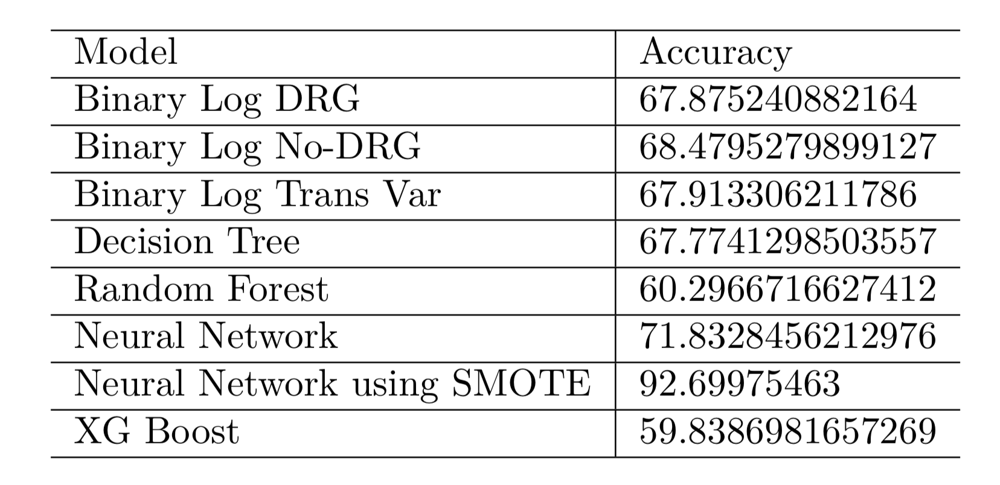 Model Accuracy
Binary Log DRG 67.875240882164
Binary Log No-DRG 68.4795279899127
Binary Log Trans Var 67.913306211786
Decision Tree 67.7741298503557
Random Forest 60.2966716627412
Neural Network 71.8328456212976
Neural Network using SMOTE 92.69975463
XG Boost 59.8386981657269